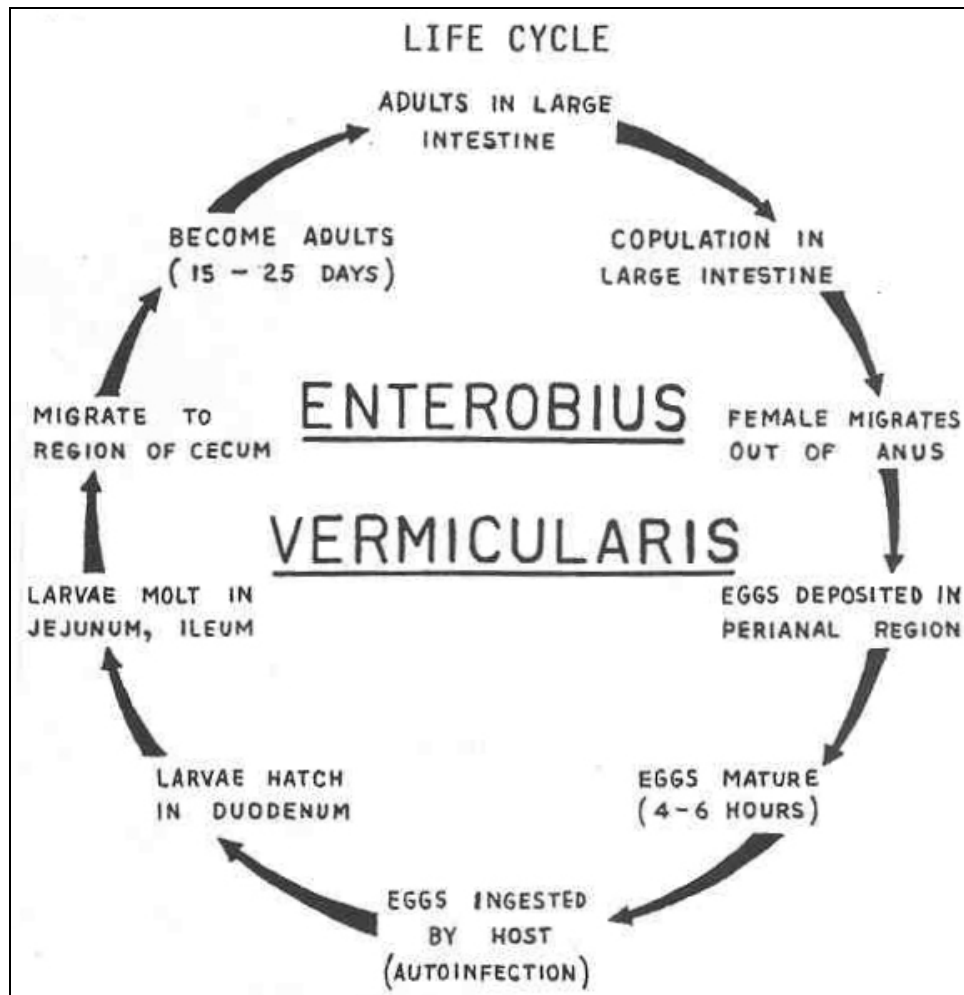 LIFE CYCLE
ADULTS IN LARGE
INTESTINE
COPULATION IN
LARGE INTESTINE
FEMALE MIGRATES
OUT OF ANUS
EGGS DEPOSITED IN
PERIANAL REGION
EGGS MATURE
(4-6 HOURS)
EGGS INGESTED
BY HOST
(AUTOINFECTION)
LARVAE HATCH
IN DUODENUM
LARVAE MOLT IN
JEJUNUM, ILEUM
MIGRATE TO
REGION OF CECUM
BECOME ADULTS
(15 - 25 DAYS)
ENTEROBIUS
VERMICULARIS